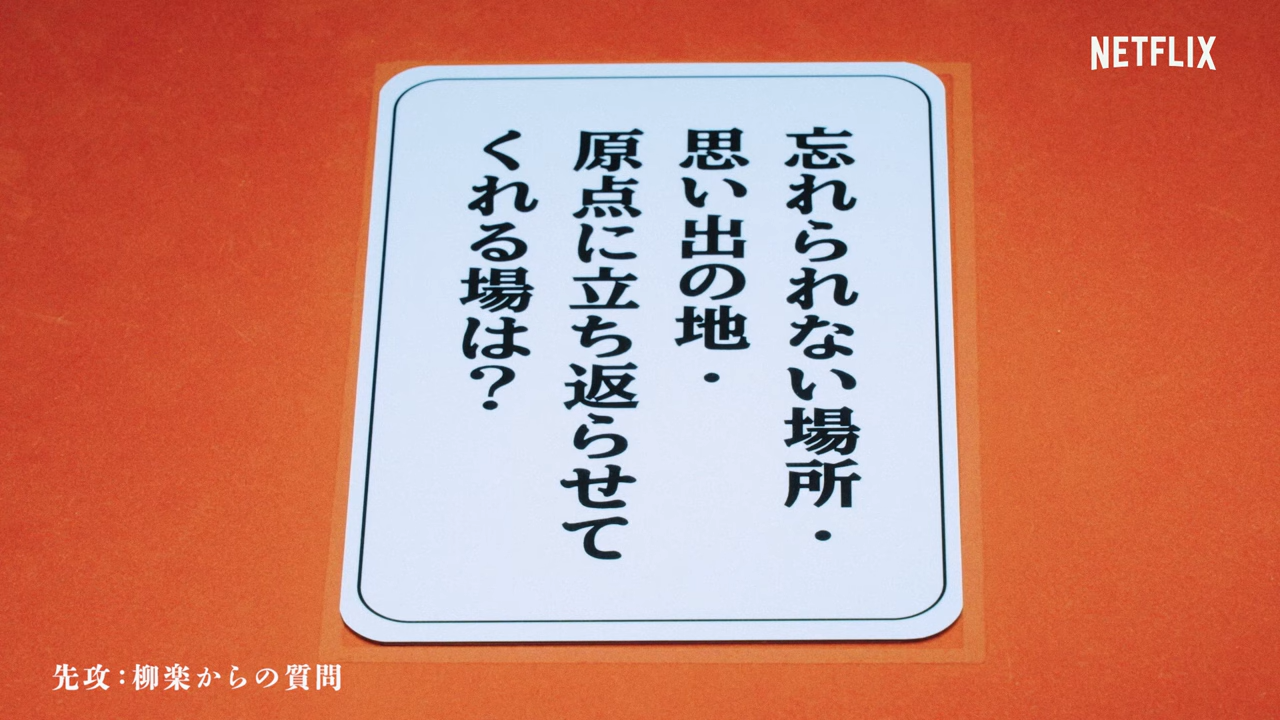 忘れられない場所・
思い出の地・
原点に立ち返らせて
くれる場は？
NETFLIX
先攻：柳楽からの質問